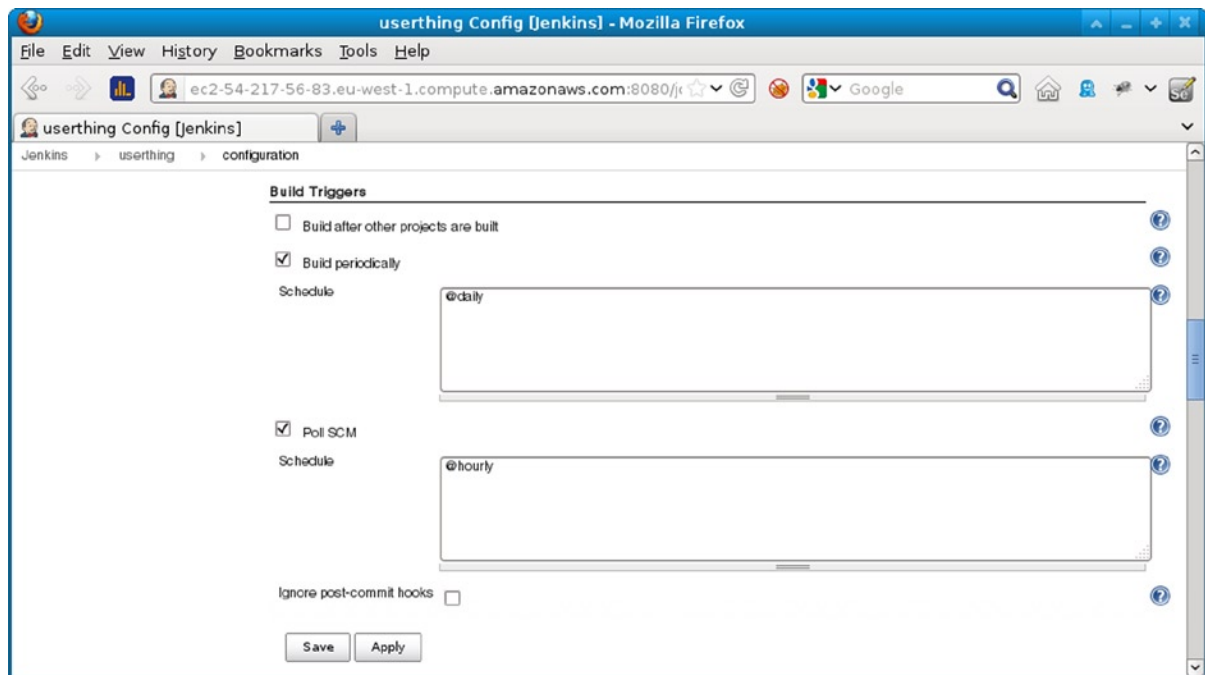 userthing Config [Jenkins] - Mozilla Firefox
File Edit View History Bookmarks Tools Help
ec2-54-217-56-83.eu-west-1.compute.amazonaws.com:8080/j
Google
userthing Config [Jenkins]
Jenkins userthing configuration
Build Triggers
Build after other projects are built
Build periodically
Schedule
@daily
Poll SCM
Schedule
@hourly
Ignore post-commit hooks
Save Apply